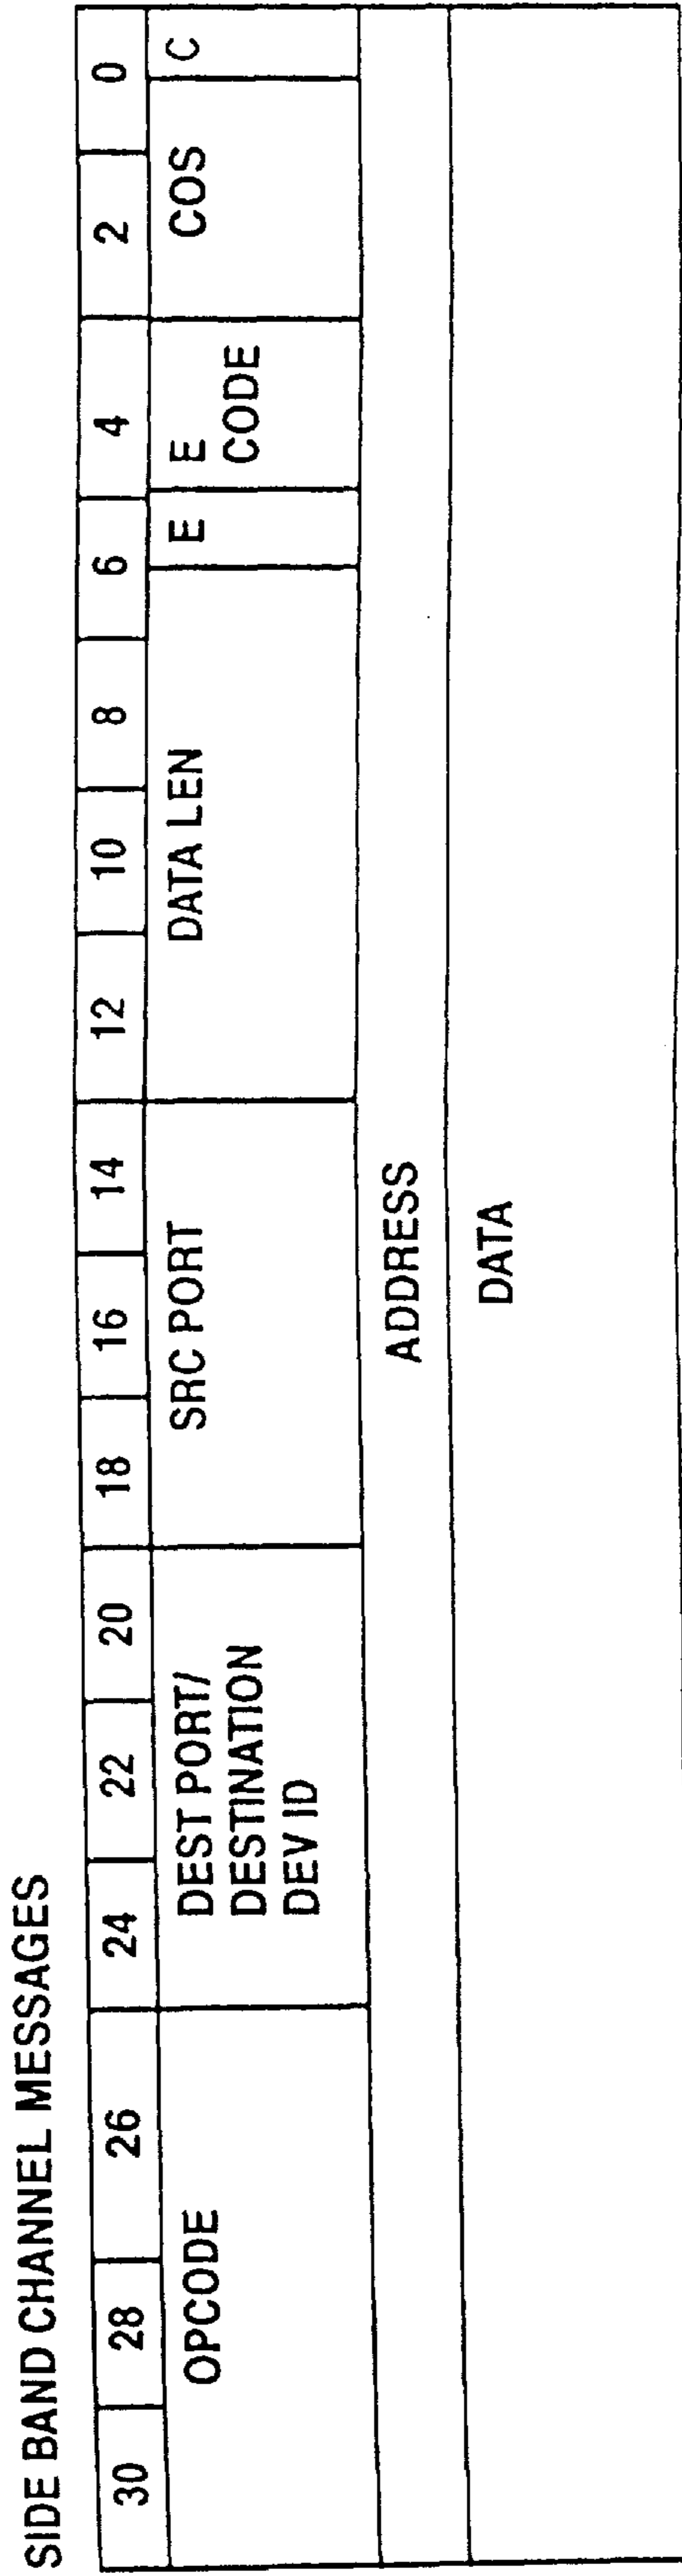 SIDE BAND CHANNEL MESSAGES
30 28 26 24 22 20 18 16 14 12 10 8 6 4 2 0
OPCODE
DEST PORT/
DESTINATION
DEV ID
SRC PORT
DATA LEN
E
E
CODE
COS
C
ADDRESS
DATA